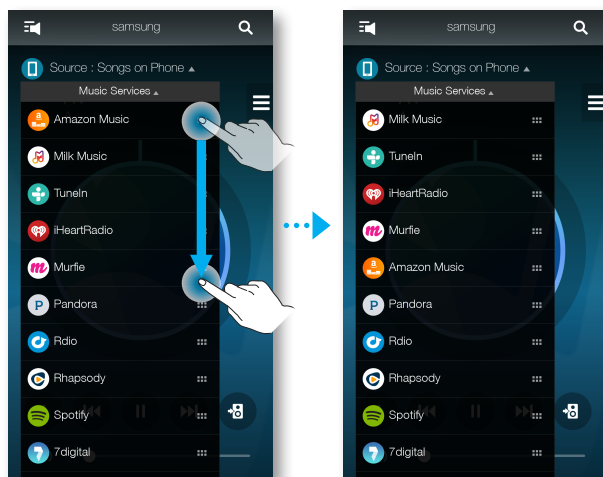 samsung
Source : Songs on Phone
Music Services
Amazon Music
Milk Music
TuneIn
iHeartRadio
Murfie
Pandora
Rdio
Rhapsody
Spotify
7digital
samsung
Source : Songs on Phone
Music Services
Milk Music
TuneIn
iHeartRadio
Murfie
Amazon Music
Pandora
Rdio
Rhapsody
Spotify
7digital